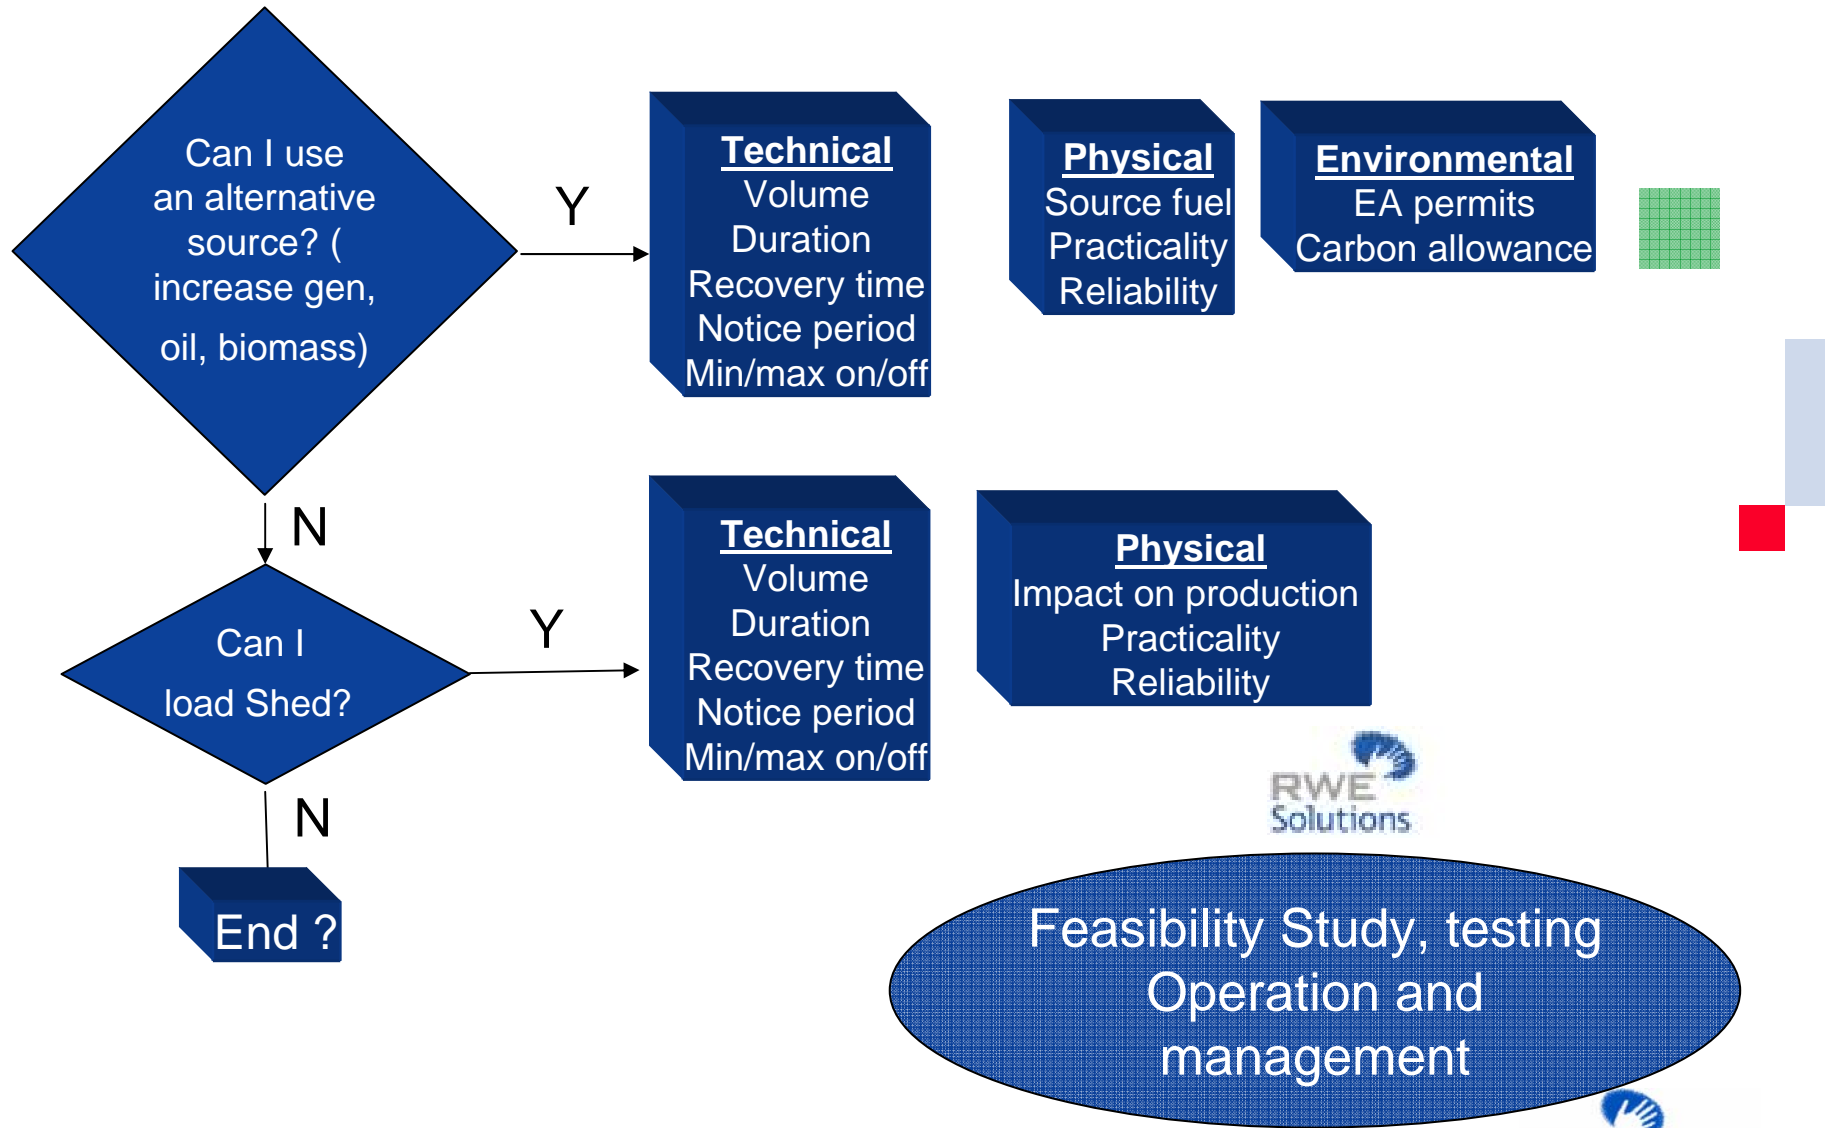 Can I use
an alternative
source? (
increase gen,
oil, biomass)
Y
Technical
Volume
Duration
Recovery time
Notice period
Min/max on/off
Physical
Source fuel
Practicality
Reliability
Environmental
EA permits
Carbon allowance
N
Can I
load Shed?
Y
Technical
Volume
Duration
Recovery time
Notice period
Min/max on/off
Physical
Impact on production
Practicality
Reliability
N
End ?
RWE
Solutions
Feasibility Study, testing
Operation and
management